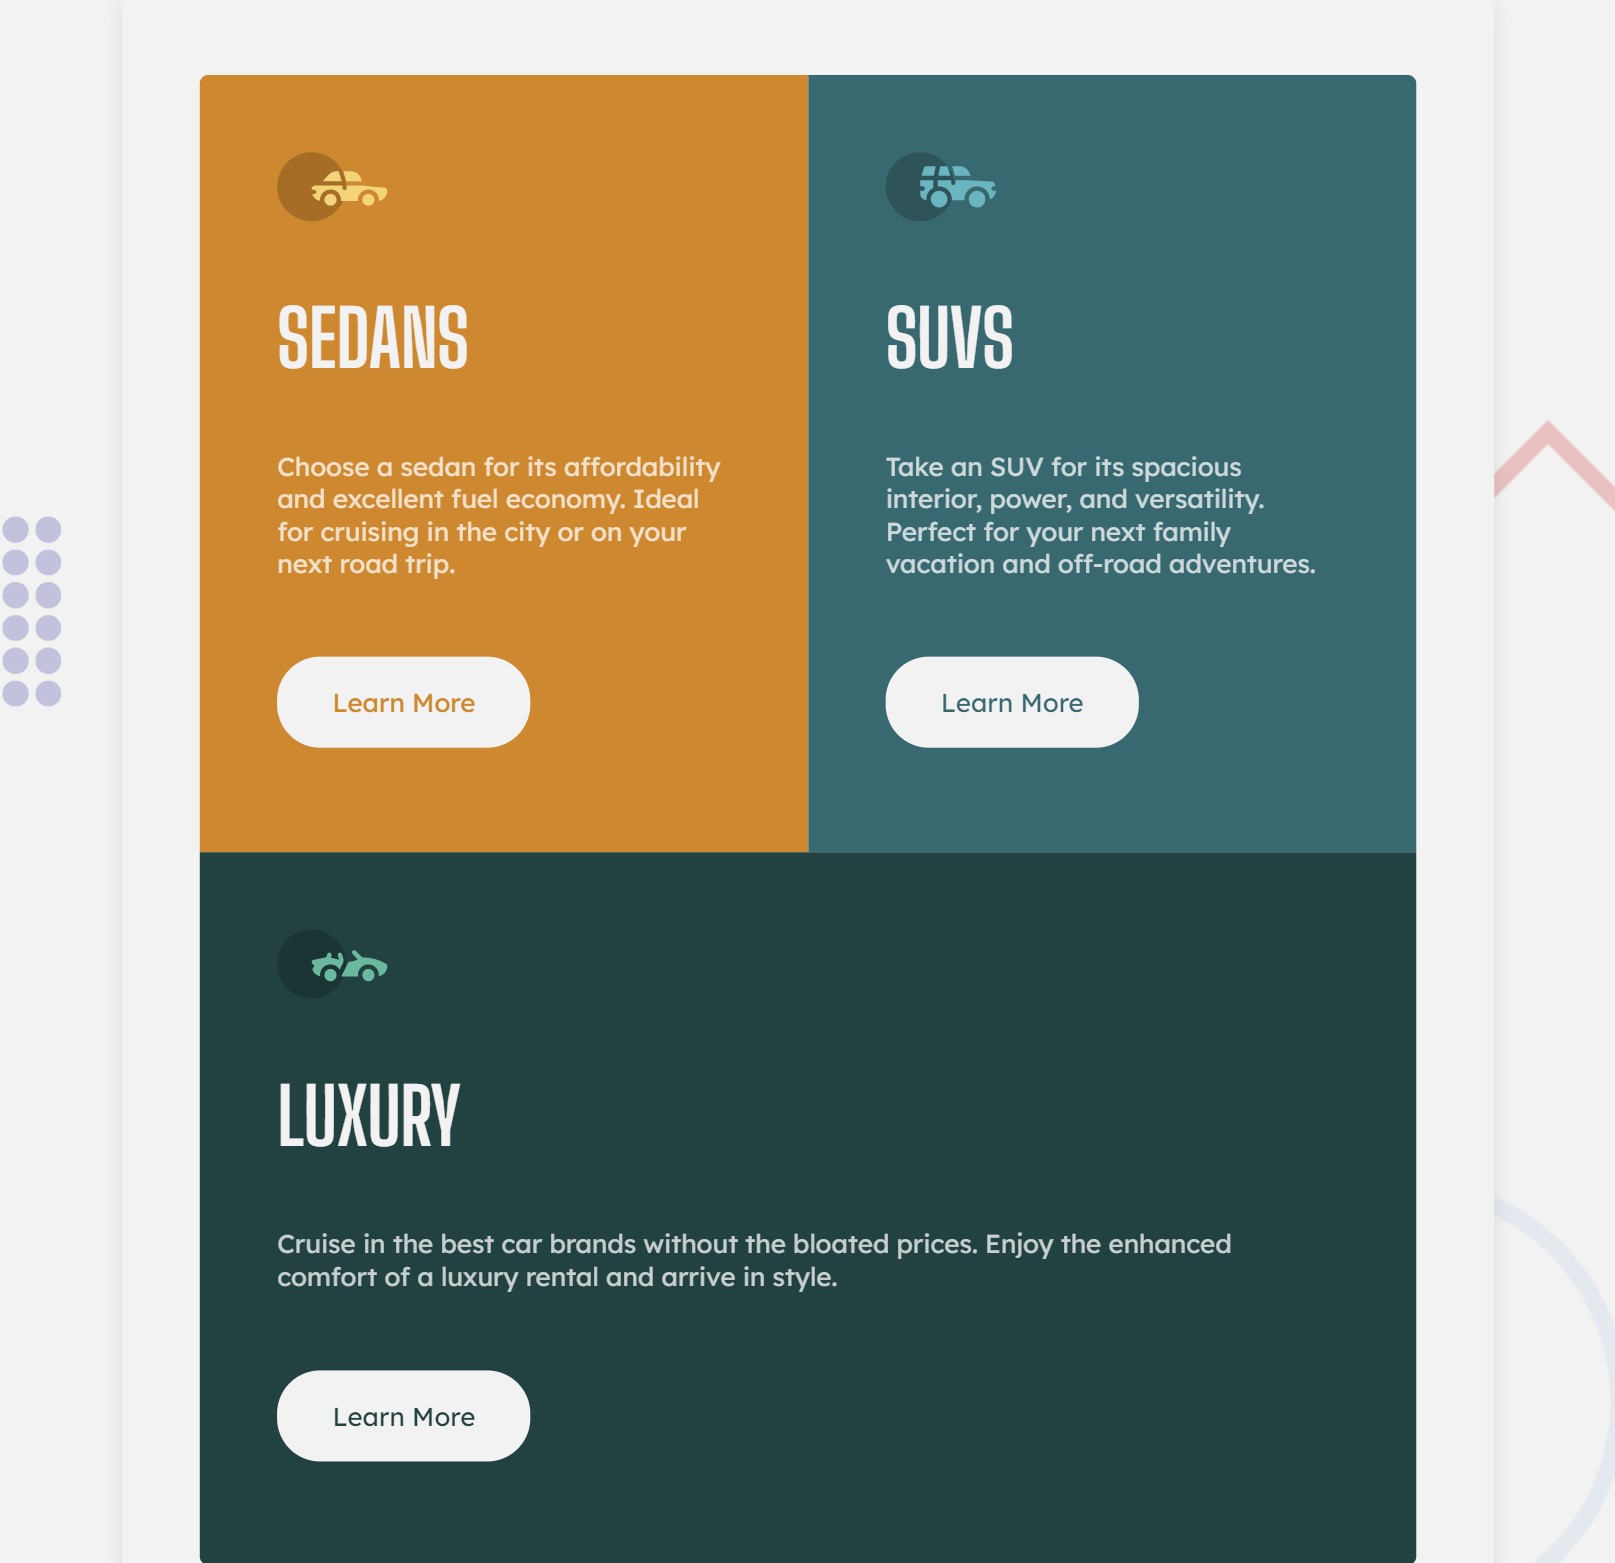 SEDANS
Choose a sedan for its affordability
and excellent fuel economy. Ideal
for cruising in the city or on your
next road trip.
Learn More
SUVS
Take an SUV for its spacious
interior, power, and versatility.
Perfect for your next family
vacation and off-road adventures.
Learn More
LUXURY
Cruise in the best car brands without the bloated prices. Enjoy the enhanced
comfort of a luxury rental and arrive in style.
Learn More